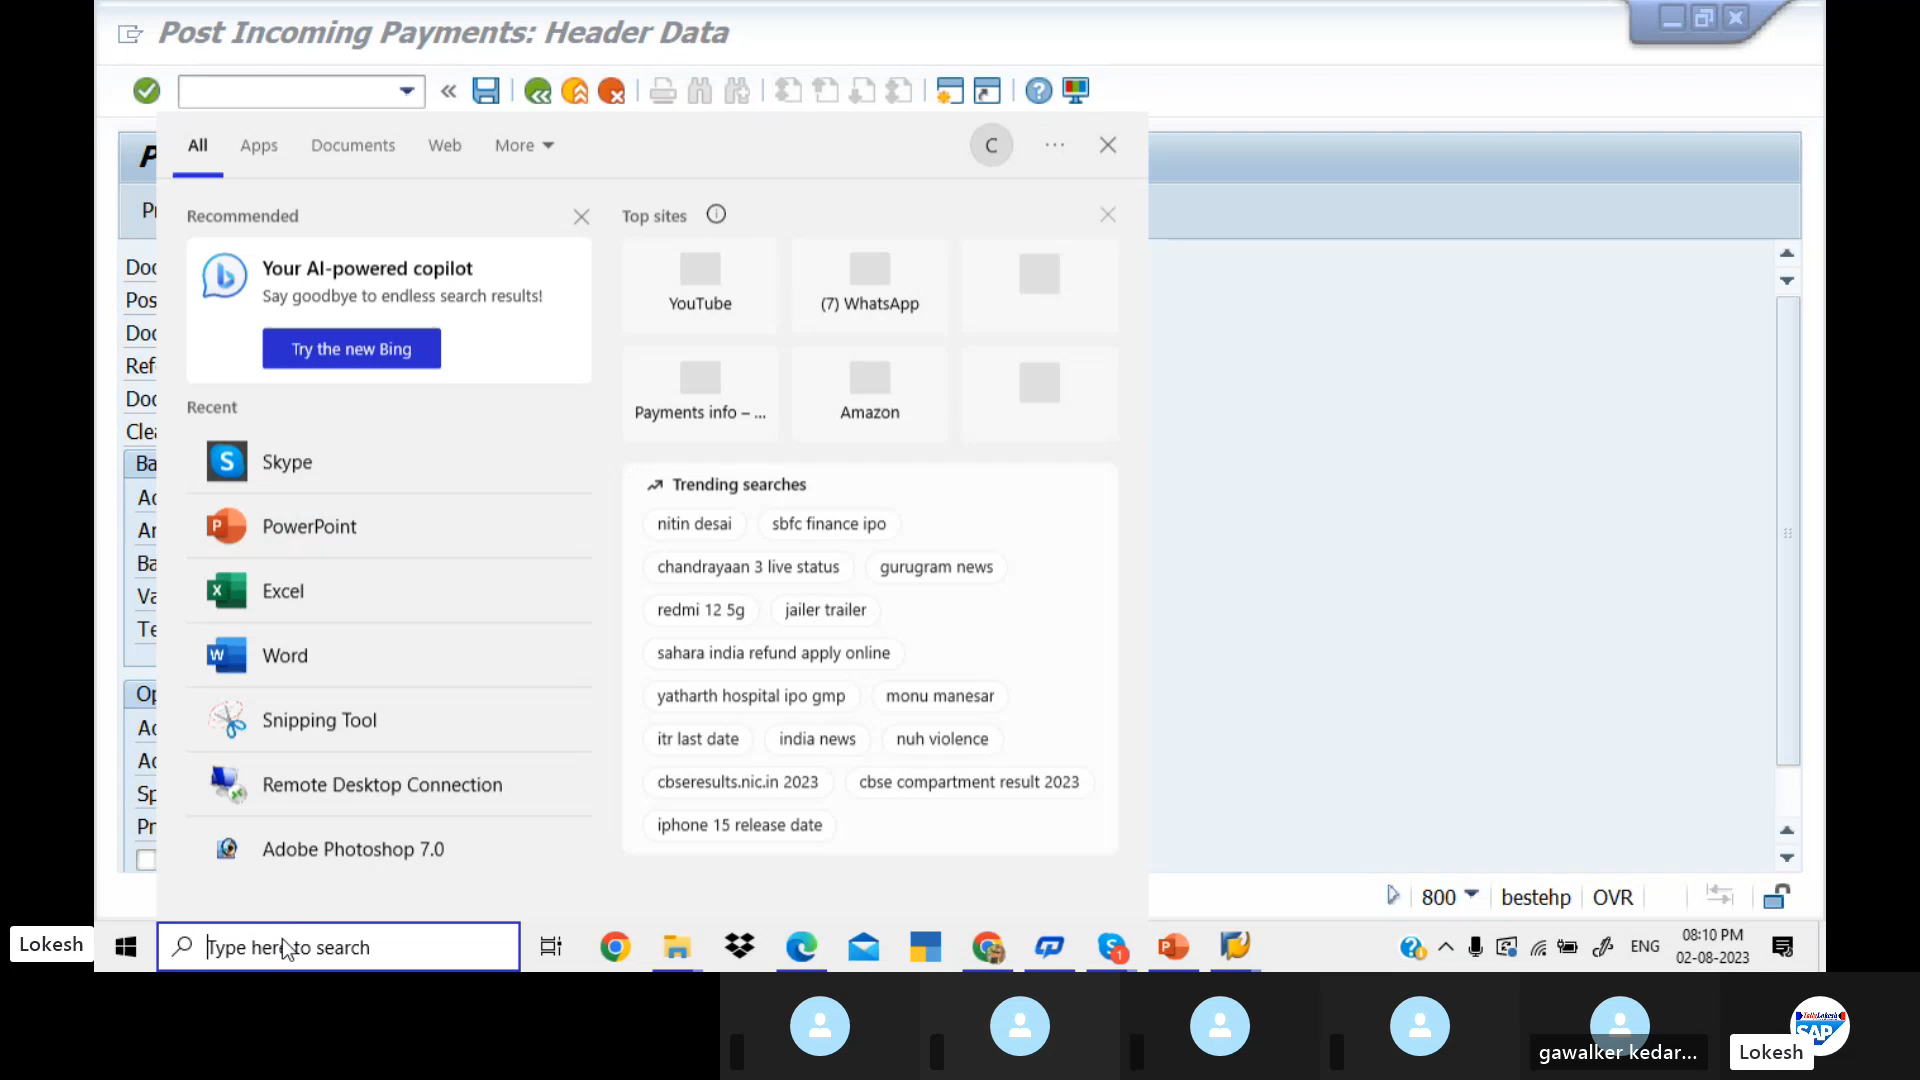 Post Incoming Payments: Header Data
All Apps Documents Web More C
Recommended
Your AI-powered copilot
Say goodbye to endless search results!
Try the new Bing
Recent
Skype
PowerPoint
Excel
Word
Snipping Tool
Remote Desktop Connection
Adobe Photoshop 7.0
Top sites
YouTube
(7) WhatsApp
Payments info – ...
Amazon
Trending searches
nitin desai sbfc finance ipo
chandrayaan 3 live status gurugram news
redmi 12 5g jailer trailer
sahara india refund apply online
yatharth hospital ipo gmp monu manesar
itr last date india news nuh violence
cbseresults.nic.in 2023 cbse compartment result 2023
iphone 15 release date
800 bestehp OVR
Lokesh
Type here to search
ENG
08:10 PM
02-08-2023
gawalker kedar...
Lokesh
SAP